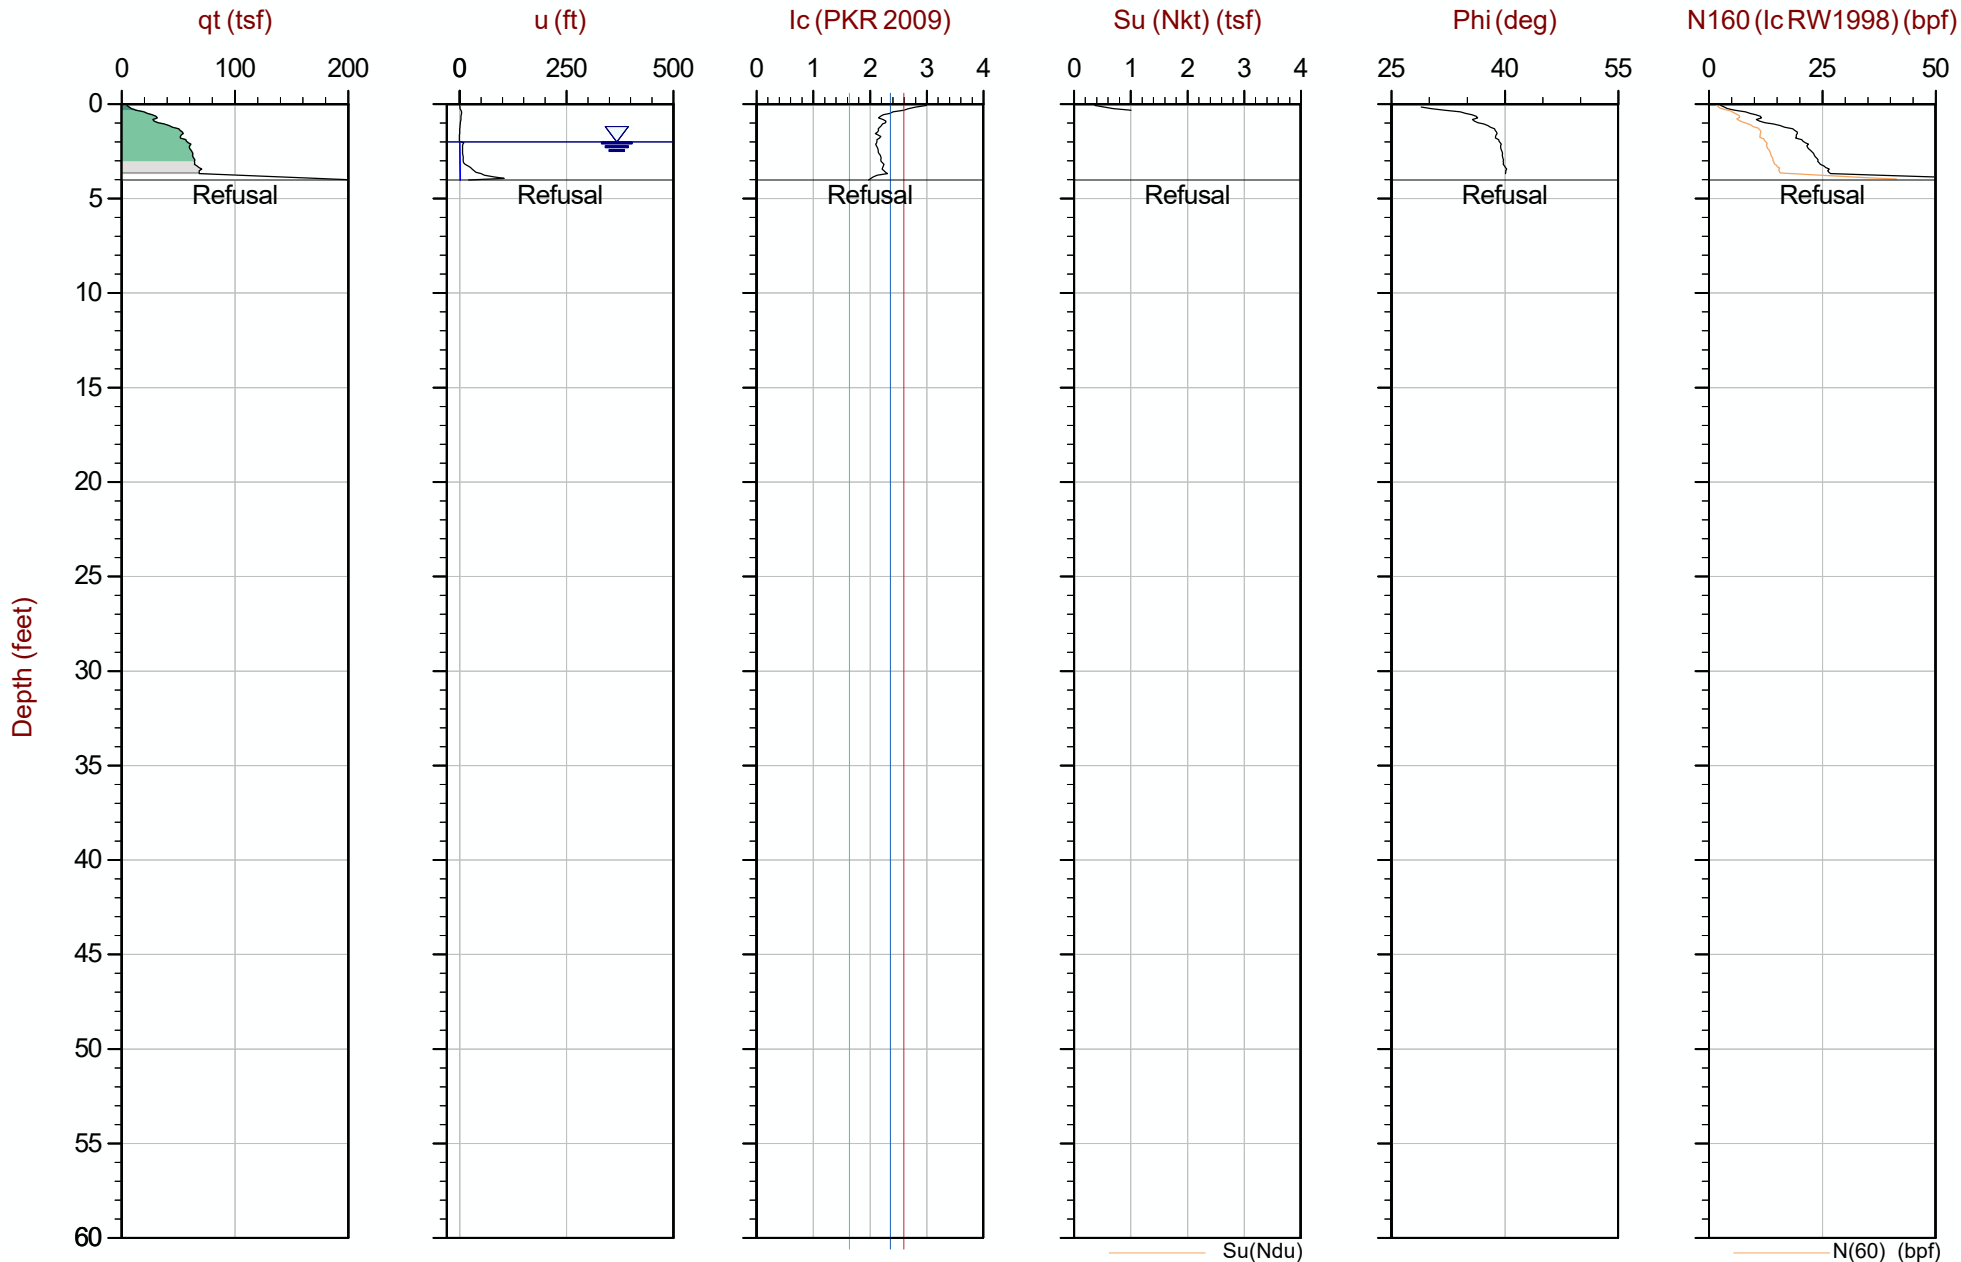 qt (tsf) u (ft) Ic (PKR 2009) Su (Nkt) (tsf) Phi (deg) N160 (Ic RW1998) (bpf)
0 100 200 0 250 500 0 1 2 3 4 0 1 2 3 4 25 40 55 0 25 50
0
Refusal Refusal Refusal Refusal Refusal Refusal
5
10
15
20
25
30
Depth (feet)
35
40
45
50
55
60
Su(Ndu) N(60) (bpf)